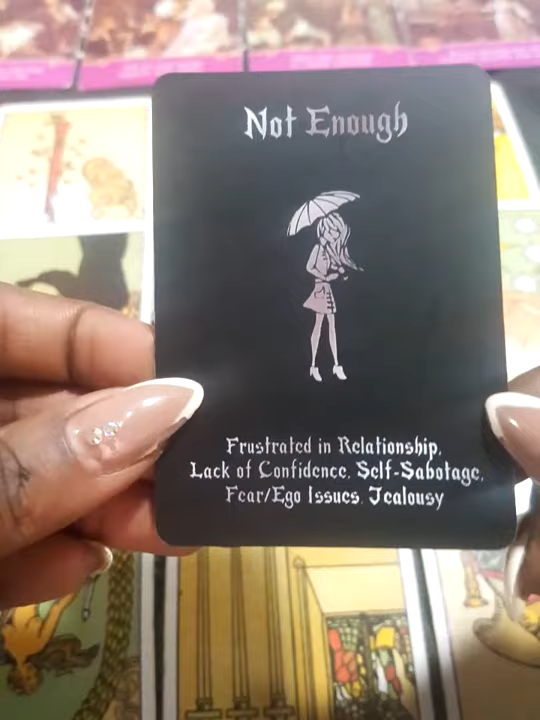 Not Enough
Frustrated in Relationship,
Lack of Confidence, Self-Sabotage,
Fear/Ego Issues, Jealousy